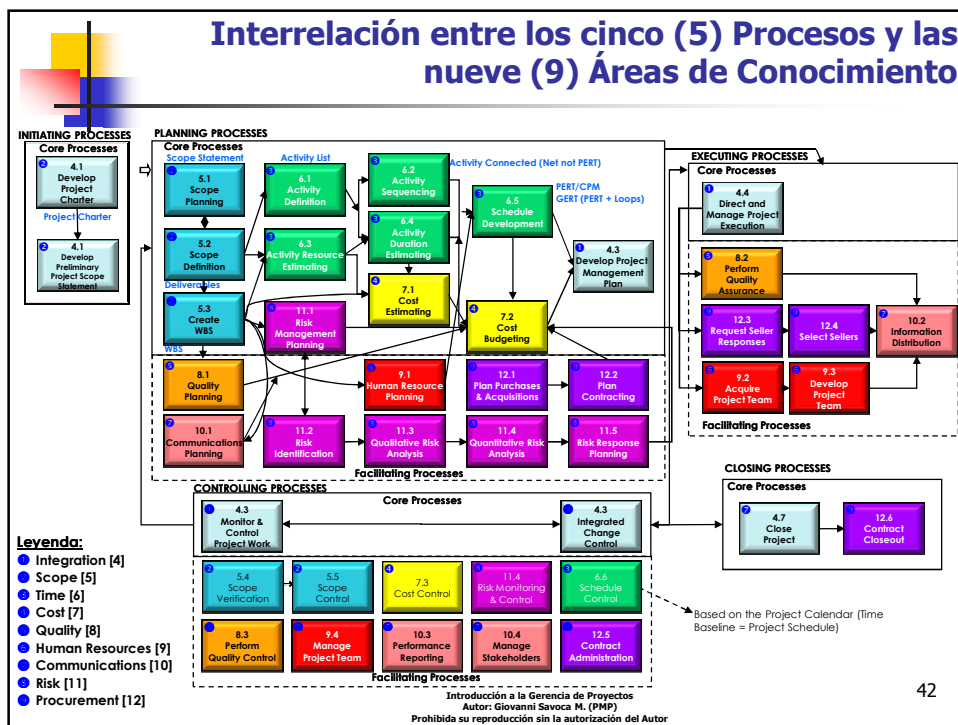 Interrelación entre los cinco (5) Procesos y las
nueve (9) Áreas de Conocimiento
INITIATING PROCESSES
Core Processes
4.1
Develop
Project
Charter
Project Charter
4.1
Develop
Preliminary
Project Scope
Statement
PLANNING PROCESSES
Core Processes
Scope Statement
Activity List
Activity Connected (Net not PERT)
PERT/CPM
GERT (PERT + Loops)
5.1
Scope
Planning
6.1
Activity
Definition
6.2
Activity
Sequencing
6.5
Schedule
Development
5.2
Scope
Definition
6.3
Activity Resource
Estimating
6.4
Activity
Duration
Estimating
4.3
Develop Project
Management
Plan
Deliverables
5.3
Create
WBS
11.1
Risk
Management
Planning
7.1
Cost
Estimating
7.2
Cost
Budgeting
WBS
8.1
Quality
Planning
9.1
Human Resource
Planning
12.1
Plan Purchases
& Acquisitions
12.2
Plan
Contracting
10.1
Communications
Planning
11.2
Risk
Identification
11.3
Qualitative Risk
Analysis
11.4
Quantitative Risk
Analysis
11.5
Risk Response
Planning
Facilitating Processes
EXECUTING PROCESSES
Core Processes
4.4
Direct and
Manage Project
Execution
8.2
Perform
Quality
Assurance
12.3
Request Seller
Responses
12.4
Select Sellers
10.2
Information
Distribution
9.2
Acquire
Project Team
9.3
Develop
Project
Team
Facilitating Processes
CONTROLLING PROCESSES
Core Processes
4.3
Monitor &
Control
Project Work
4.3
Integrated
Change
Control
5.4
Scope
Verification
5.5
Scope
Control
7.3
Cost Control
11.4
Risk Monitoring
& Control
6.6
Schedule
Control
8.3
Perform
Quality Control
9.4
Manage
Project Team
10.3
Performance
Reporting
10.4
Manage
Stakeholders
12.5
Contract
Administration
Facilitating Processes
CLOSING PROCESSES
Core Processes
4.7
Close
Project
12.6
Contract
Closeout
Based on the Project Calendar (Time
Baseline = Project Schedule)
Leyenda:
Integration [4]
Scope [5]
Time [6]
Cost [7]
Quality [8]
Human Resources [9]
Communications [10]
Risk [11]
Procurement [12]
Introducción a la Gerencia de Proyectos
Autor: Giovanni Savoca M. (PMP)
Prohibida su reproducción sin la autorización del Autor
42